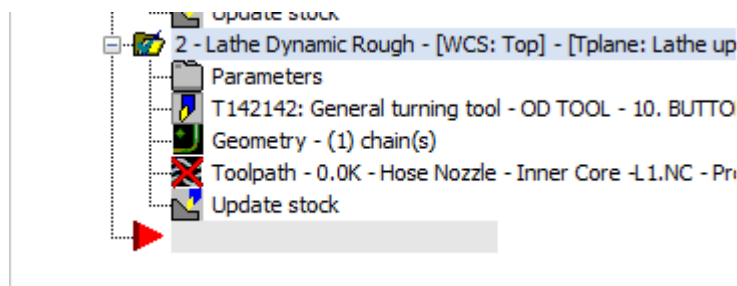 Update stock
2 - Lathe Dynamic Rough - [WCS: Top] - [Tplane: Lathe up
Parameters
T142142: General turning tool - OD TOOL - 10. BUTTO
Geometry - (1) chain(s)
Toolpath - 0.0K - Hose Nozzle - Inner Core -L1.NC - Pr
Update stock